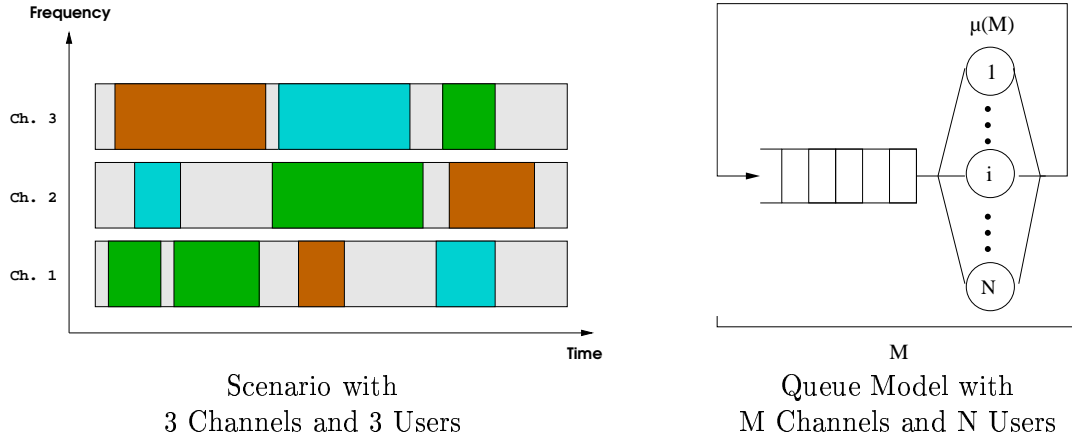 Frequency
Ch. 3
Ch. 2
Ch. 1
Time
Scenario with
3 Channels and 3 Users
μ(M)
1
i
N
M
Queue Model with
M Channels and N Users